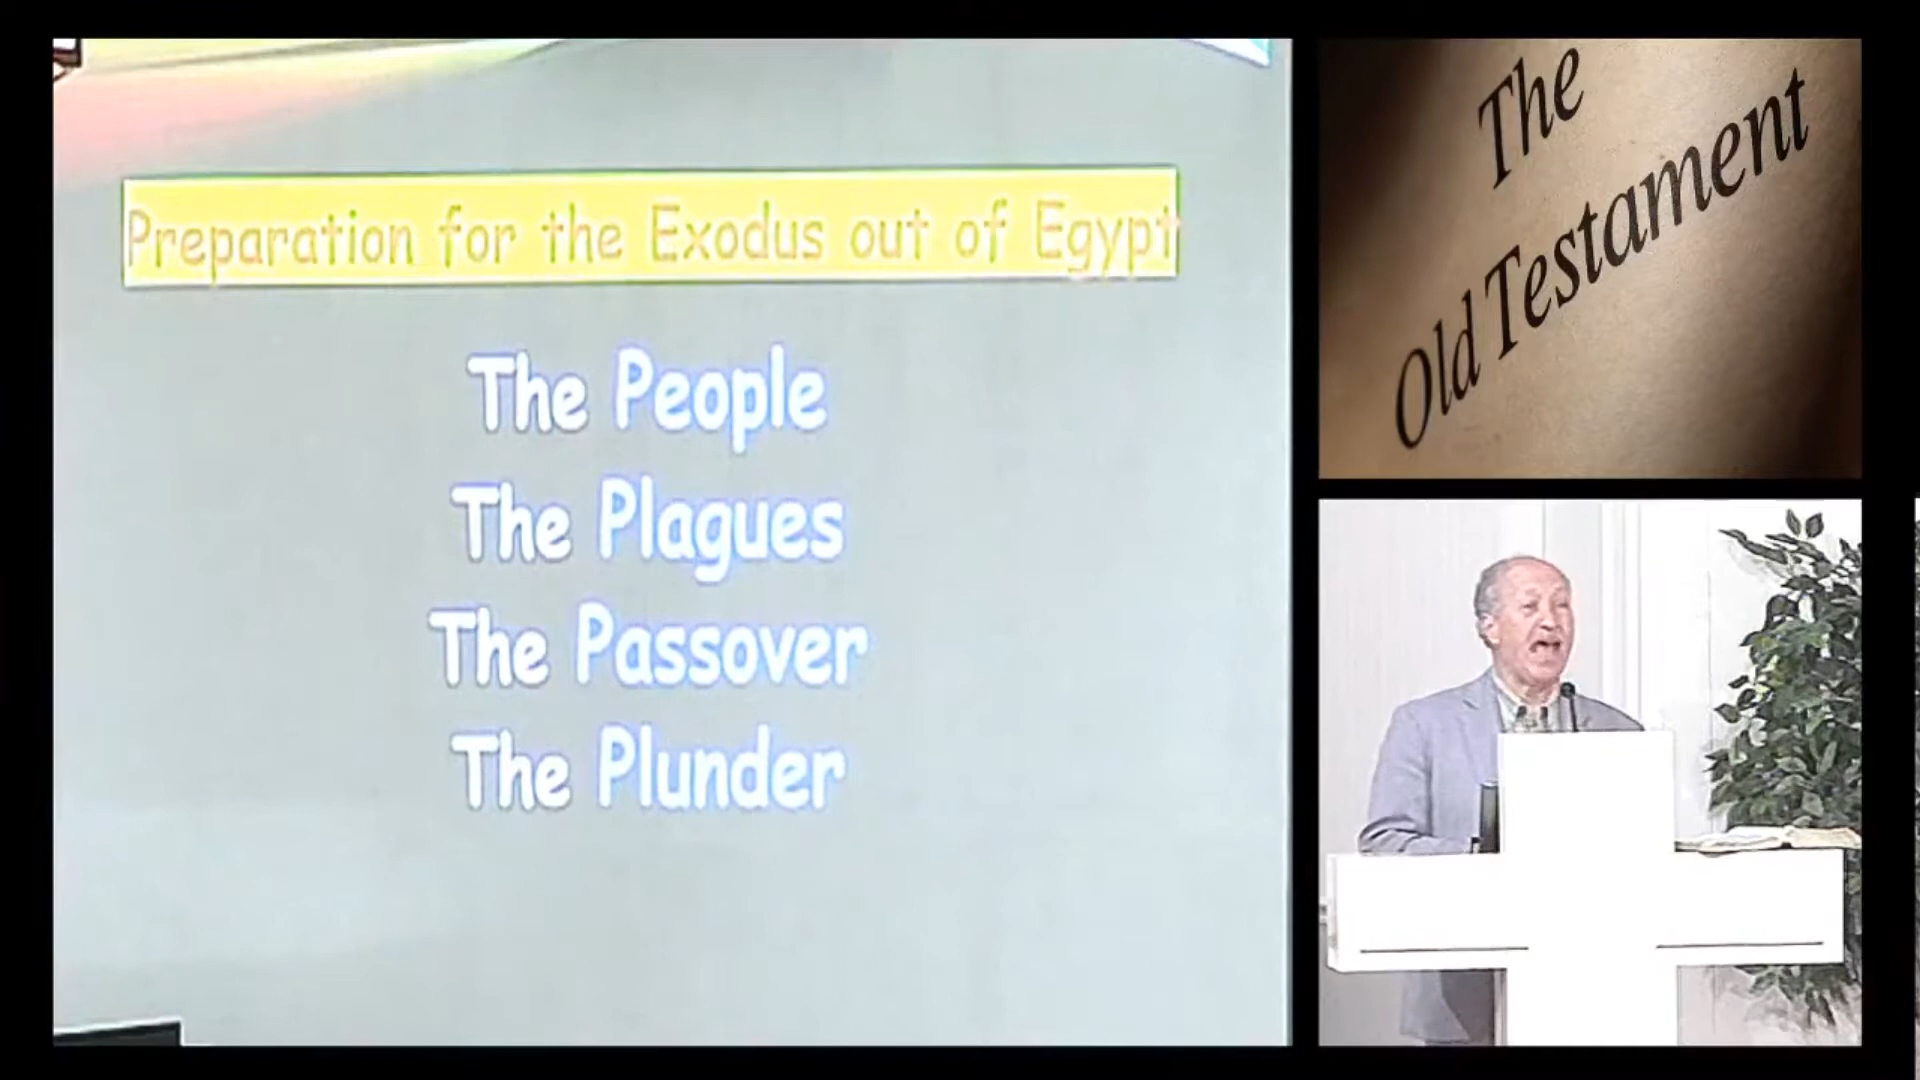 Preparation for the Exodus out of Egypt
The People
The Plagues
The Passover
The Plunder
The
Old Testament